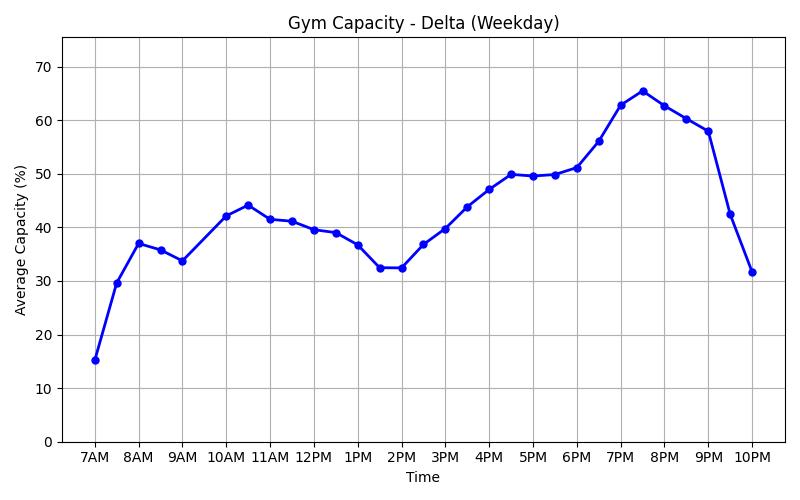 Gym Capacity - Delta (Weekday)
Average Capacity (%)
70
60
50
40
30
20
10
0
7AM 8AM 9AM 10AM 11AM 12PM 1PM 2PM 3PM 4PM 5PM 6PM 7PM 8PM 9PM 10PM
Time